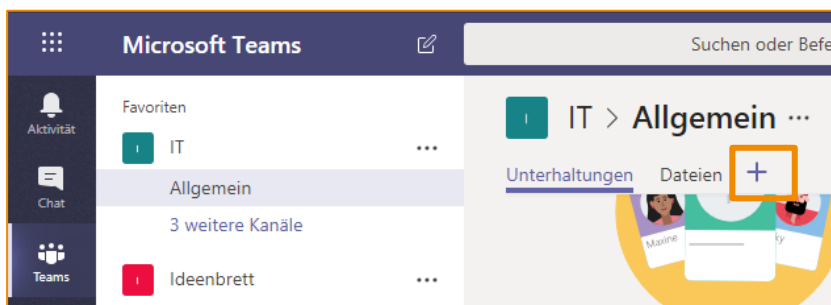 Microsoft Teams
Suchen oder Befe
Aktivität
Chat
Teams
Favoriten
I IT
Allgemein
3 weitere Kanäle
I Ideenbrett
I IT > Allgemein
Unterhaltungen Dateien +
Maxine
ky